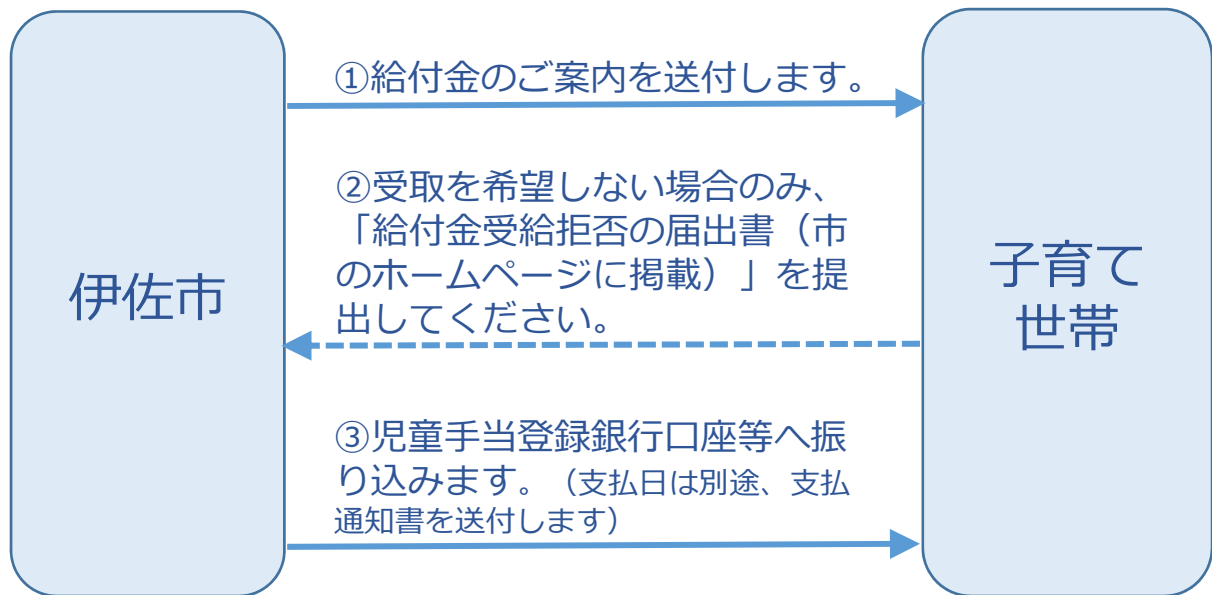 伊佐市
①給付金のご案内を送付します。
②受取を希望しない場合のみ、
「給付金受給拒否の届出書（市
のホームページに掲載）」を提
出してください。
③児童手当登録銀行口座等へ振
り込みます。（支払日は別途、支払
通知書を送付します）
子育て
世帯